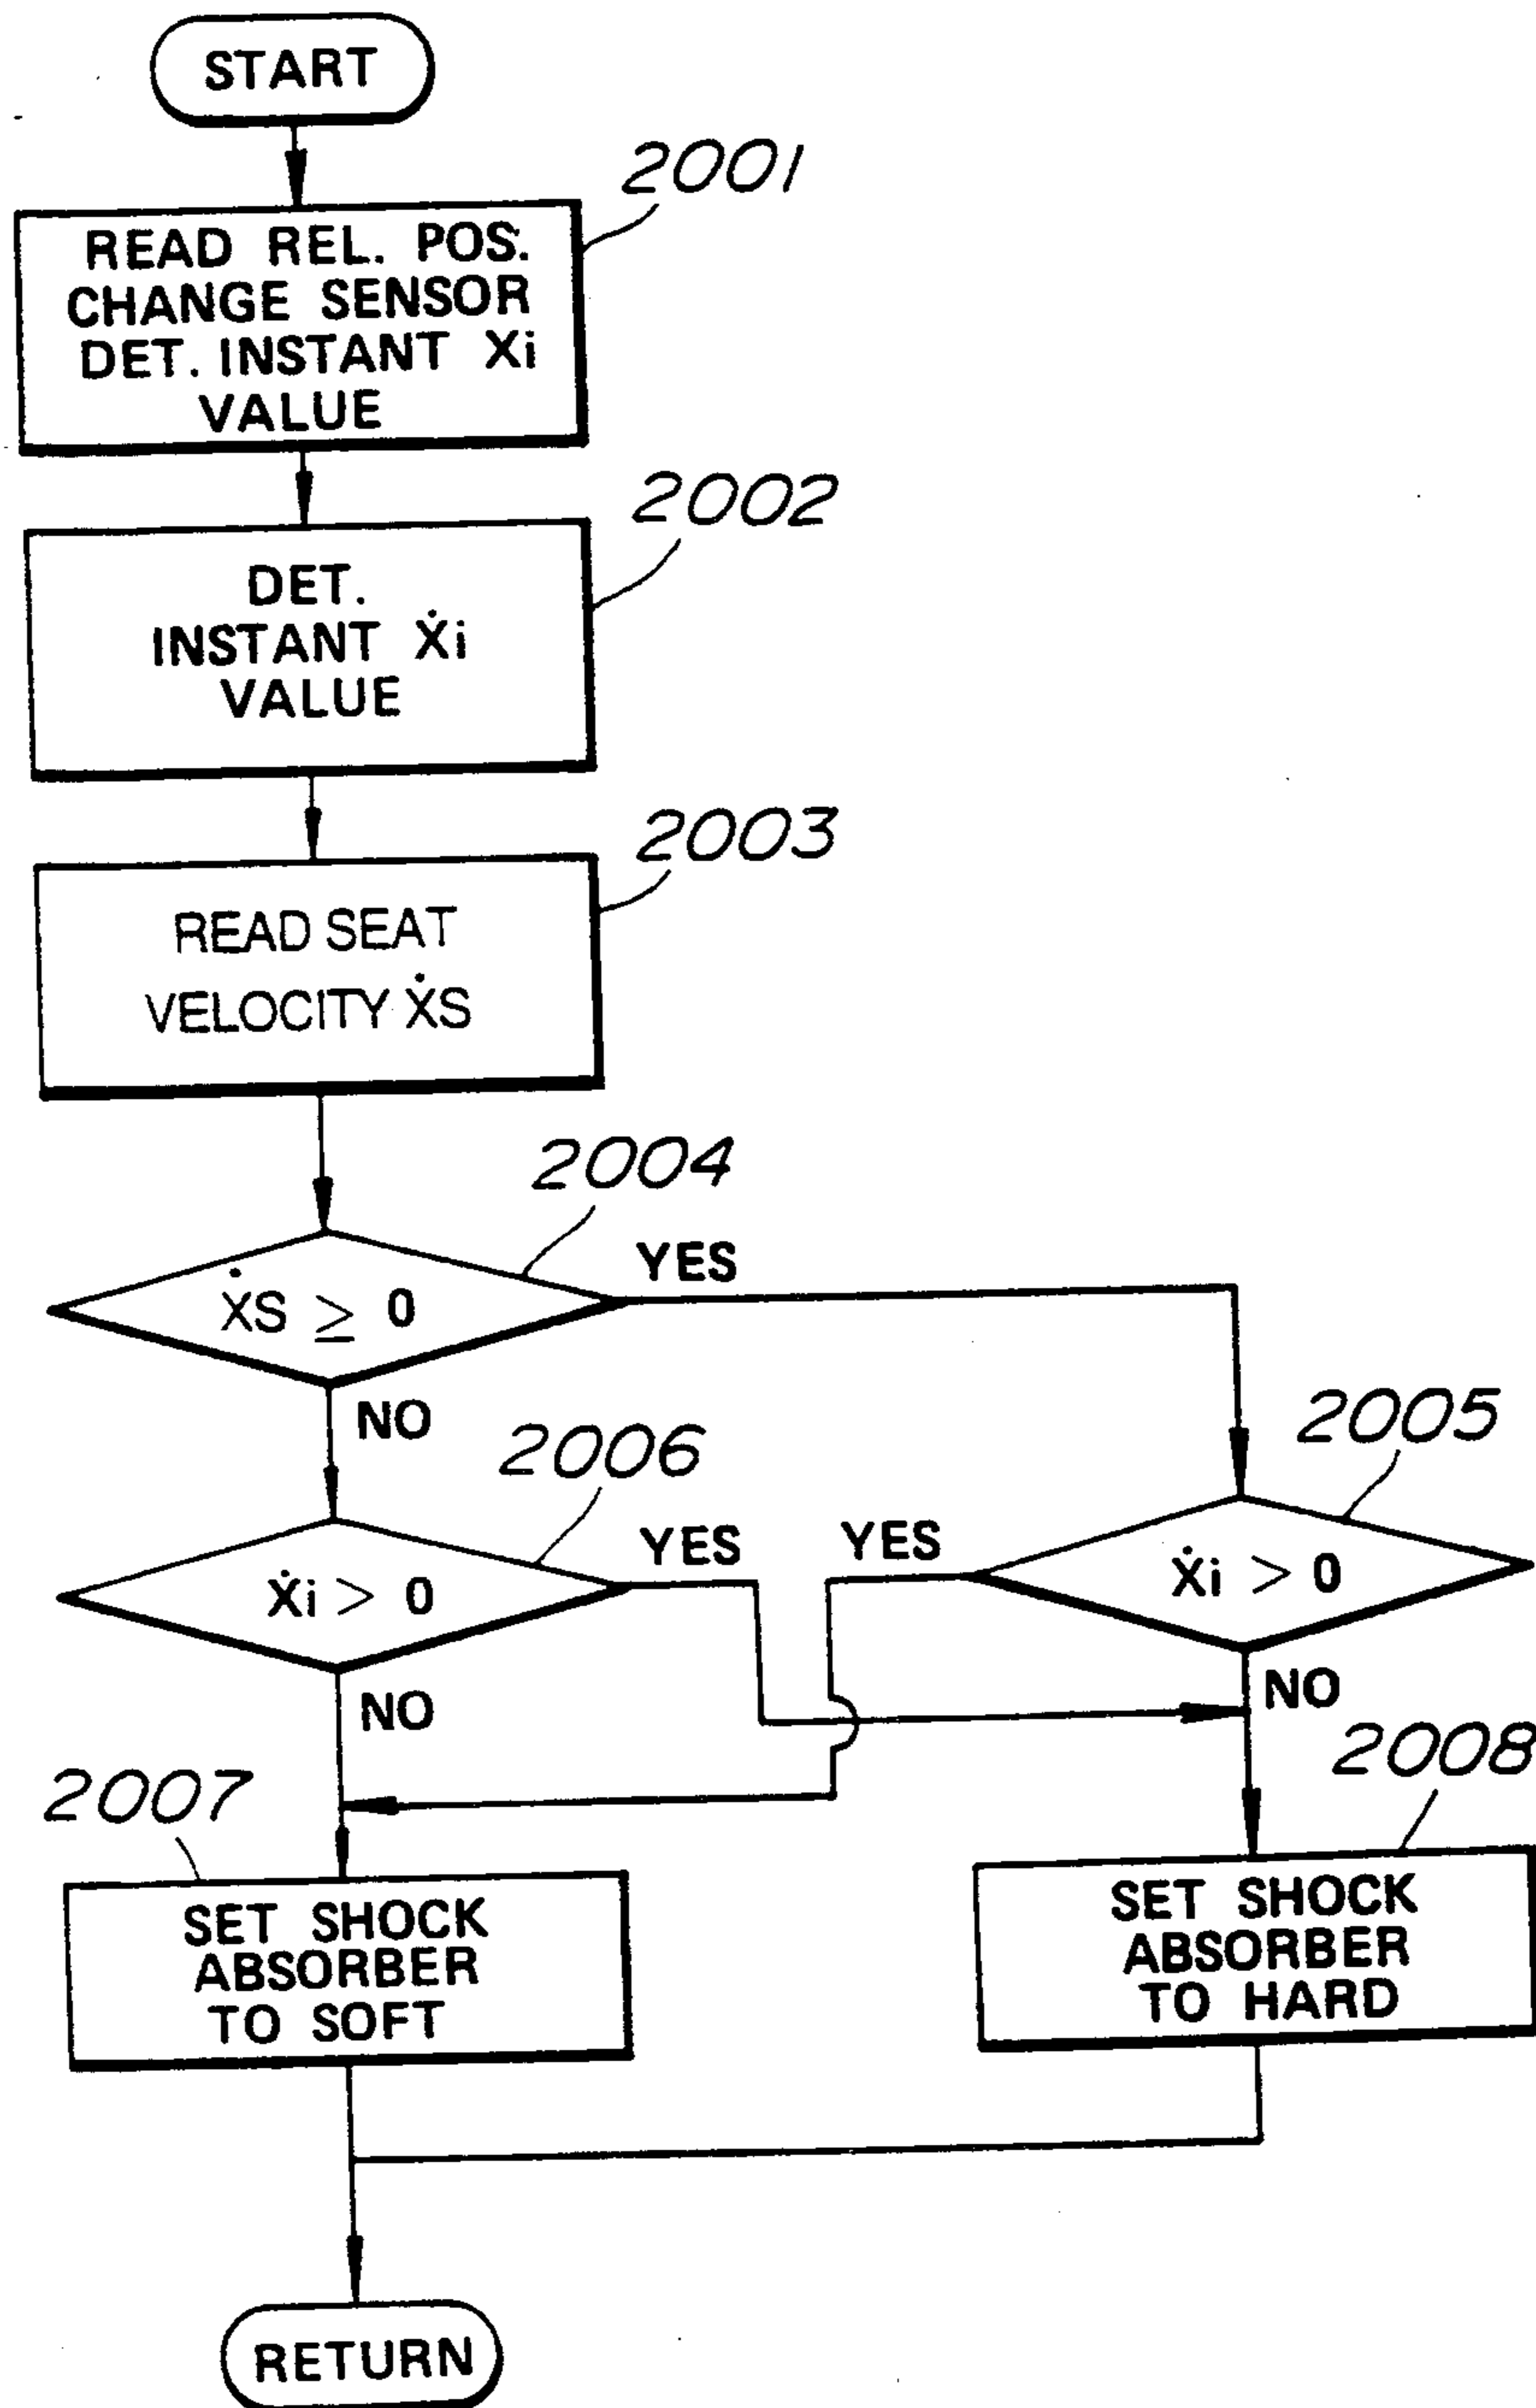 START
2001
READ REL. POS.
CHANGE SENSOR
DET. INSTANT Xi
VALUE
2002
DET.
INSTANT Ẋi
VALUE
2003
READ SEAT
VELOCITY ẊS
2004
ẊS ≥ 0
YES
NO
2006
2005
Ẋi > 0
YES
YES
Ẋi > 0
NO
NO
2007
2008
SET SHOCK
ABSORBER
TO SOFT
SET SHOCK
ABSORBER
TO HARD
RETURN